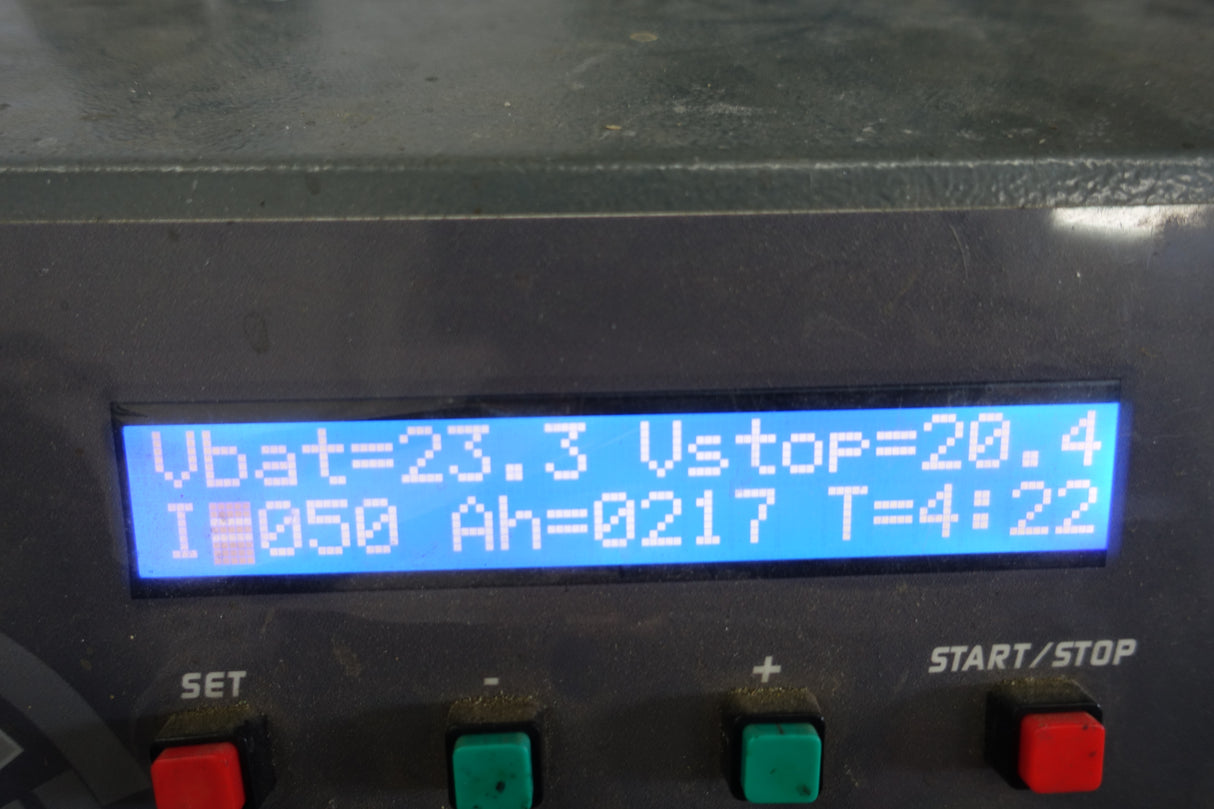 Vbat=23.3 Vstop=20.4
I=050 Ah=0217 T=4:22
SET - + START/STOP